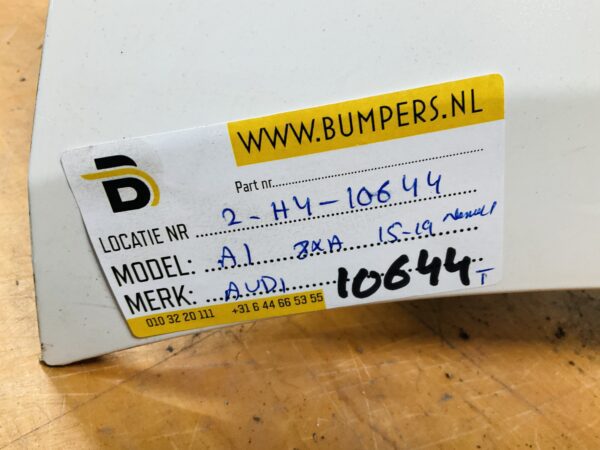 WWW.BUMPERS.NL
B
Part nr.
LOCATIE NR 2-H4-10644
MODEL: A1 8XA 15-19
MERK: AUDI 10644 T
010 32 20 111 +31 6 44 66 53 55